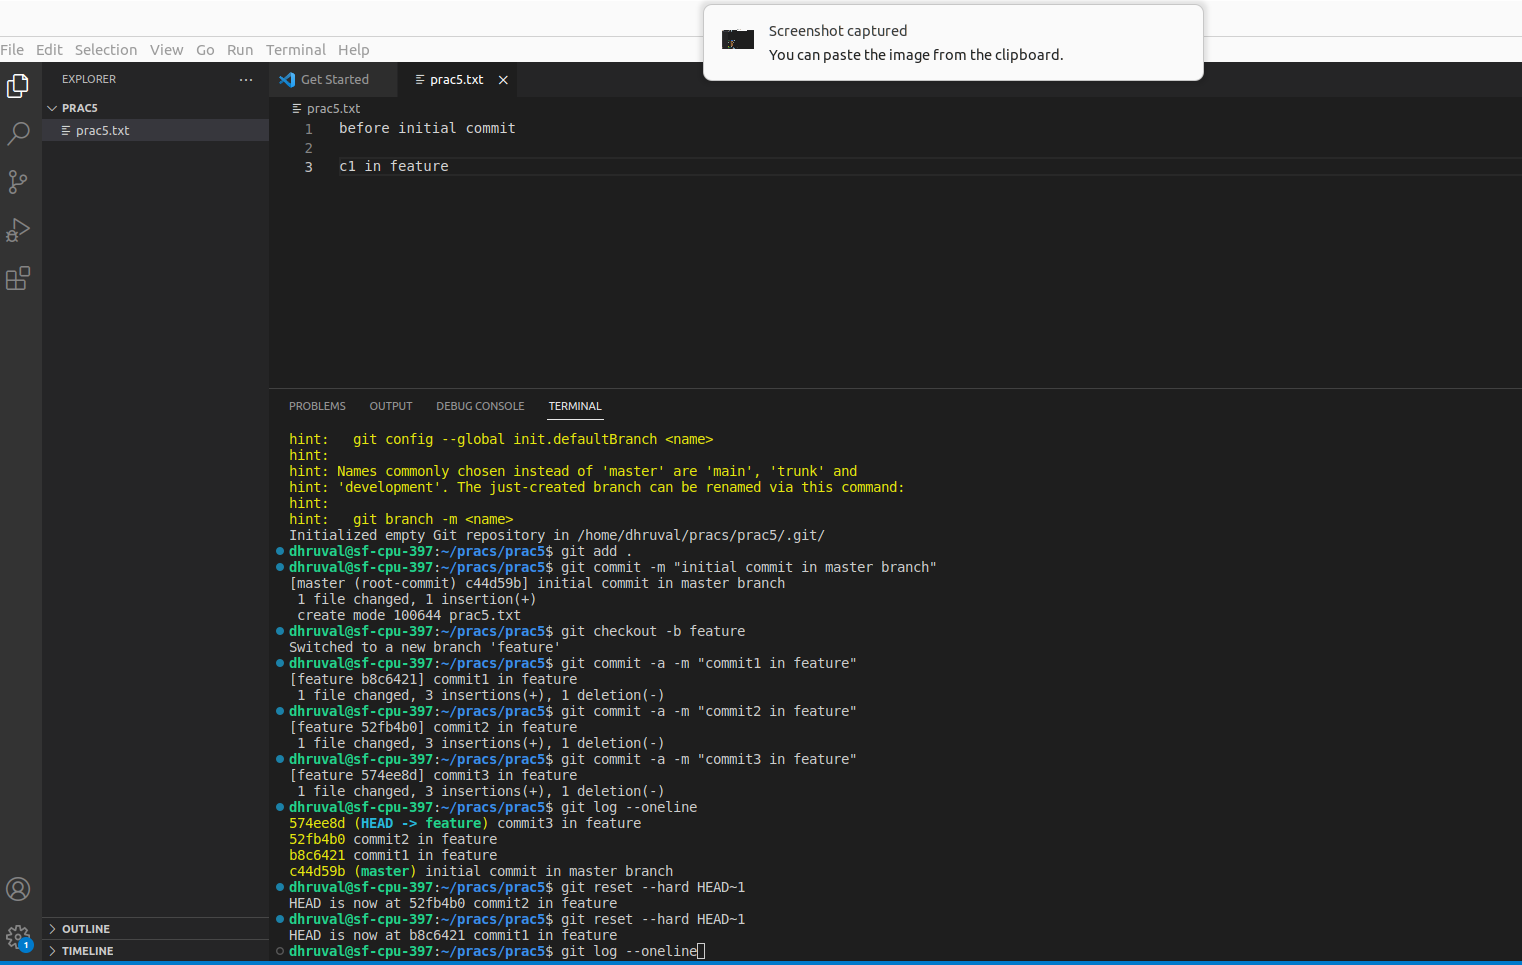 Screenshot captured
You can paste the image from the clipboard.
File Edit Selection View Go Run Terminal Help
EXPLORER ···
PRAC5
prac5.txt
Get Started
prac5.txt
prac5.txt
1 before initial commit
2
3 c1 in feature
PROBLEMS OUTPUT DEBUG CONSOLE TERMINAL
hint:   git config --global init.defaultBranch <name>
hint:
hint: Names commonly chosen instead of 'master' are 'main', 'trunk' and
hint: 'development'. The just-created branch can be renamed via this command:
hint:
hint:   git branch -m <name>
Initialized empty Git repository in /home/dhruval/pracs/prac5/.git/
dhruval@sf-cpu-397:~/pracs/prac5$ git add .
dhruval@sf-cpu-397:~/pracs/prac5$ git commit -m "initial commit in master branch"
[master (root-commit) c44d59b] initial commit in master branch
 1 file changed, 1 insertion(+)
 create mode 100644 prac5.txt
dhruval@sf-cpu-397:~/pracs/prac5$ git checkout -b feature
Switched to a new branch 'feature'
dhruval@sf-cpu-397:~/pracs/prac5$ git commit -a -m "commit1 in feature"
[feature b8c6421] commit1 in feature
 1 file changed, 3 insertions(+), 1 deletion(-)
dhruval@sf-cpu-397:~/pracs/prac5$ git commit -a -m "commit2 in feature"
[feature 52fb4b0] commit2 in feature
 1 file changed, 3 insertions(+), 1 deletion(-)
dhruval@sf-cpu-397:~/pracs/prac5$ git commit -a -m "commit3 in feature"
[feature 574ee8d] commit3 in feature
 1 file changed, 3 insertions(+), 1 deletion(-)
dhruval@sf-cpu-397:~/pracs/prac5$ git log --oneline
574ee8d (HEAD -> feature) commit3 in feature
52fb4b0 commit2 in feature
b8c6421 commit1 in feature
c44d59b (master) initial commit in master branch
dhruval@sf-cpu-397:~/pracs/prac5$ git reset --hard HEAD~1
HEAD is now at 52fb4b0 commit2 in feature
dhruval@sf-cpu-397:~/pracs/prac5$ git reset --hard HEAD~1
HEAD is now at b8c6421 commit1 in feature
dhruval@sf-cpu-397:~/pracs/prac5$ git log --oneline
OUTLINE
1
TIMELINE